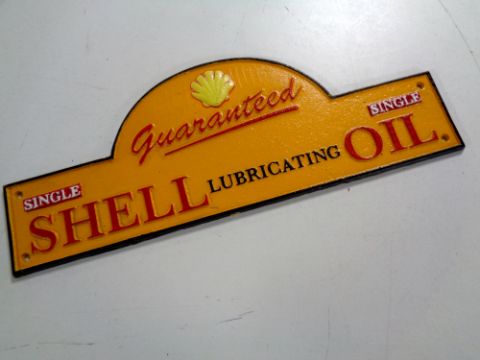 Guaranteed
SINGLE SINGLE
SHELL LUBRICATING OIL